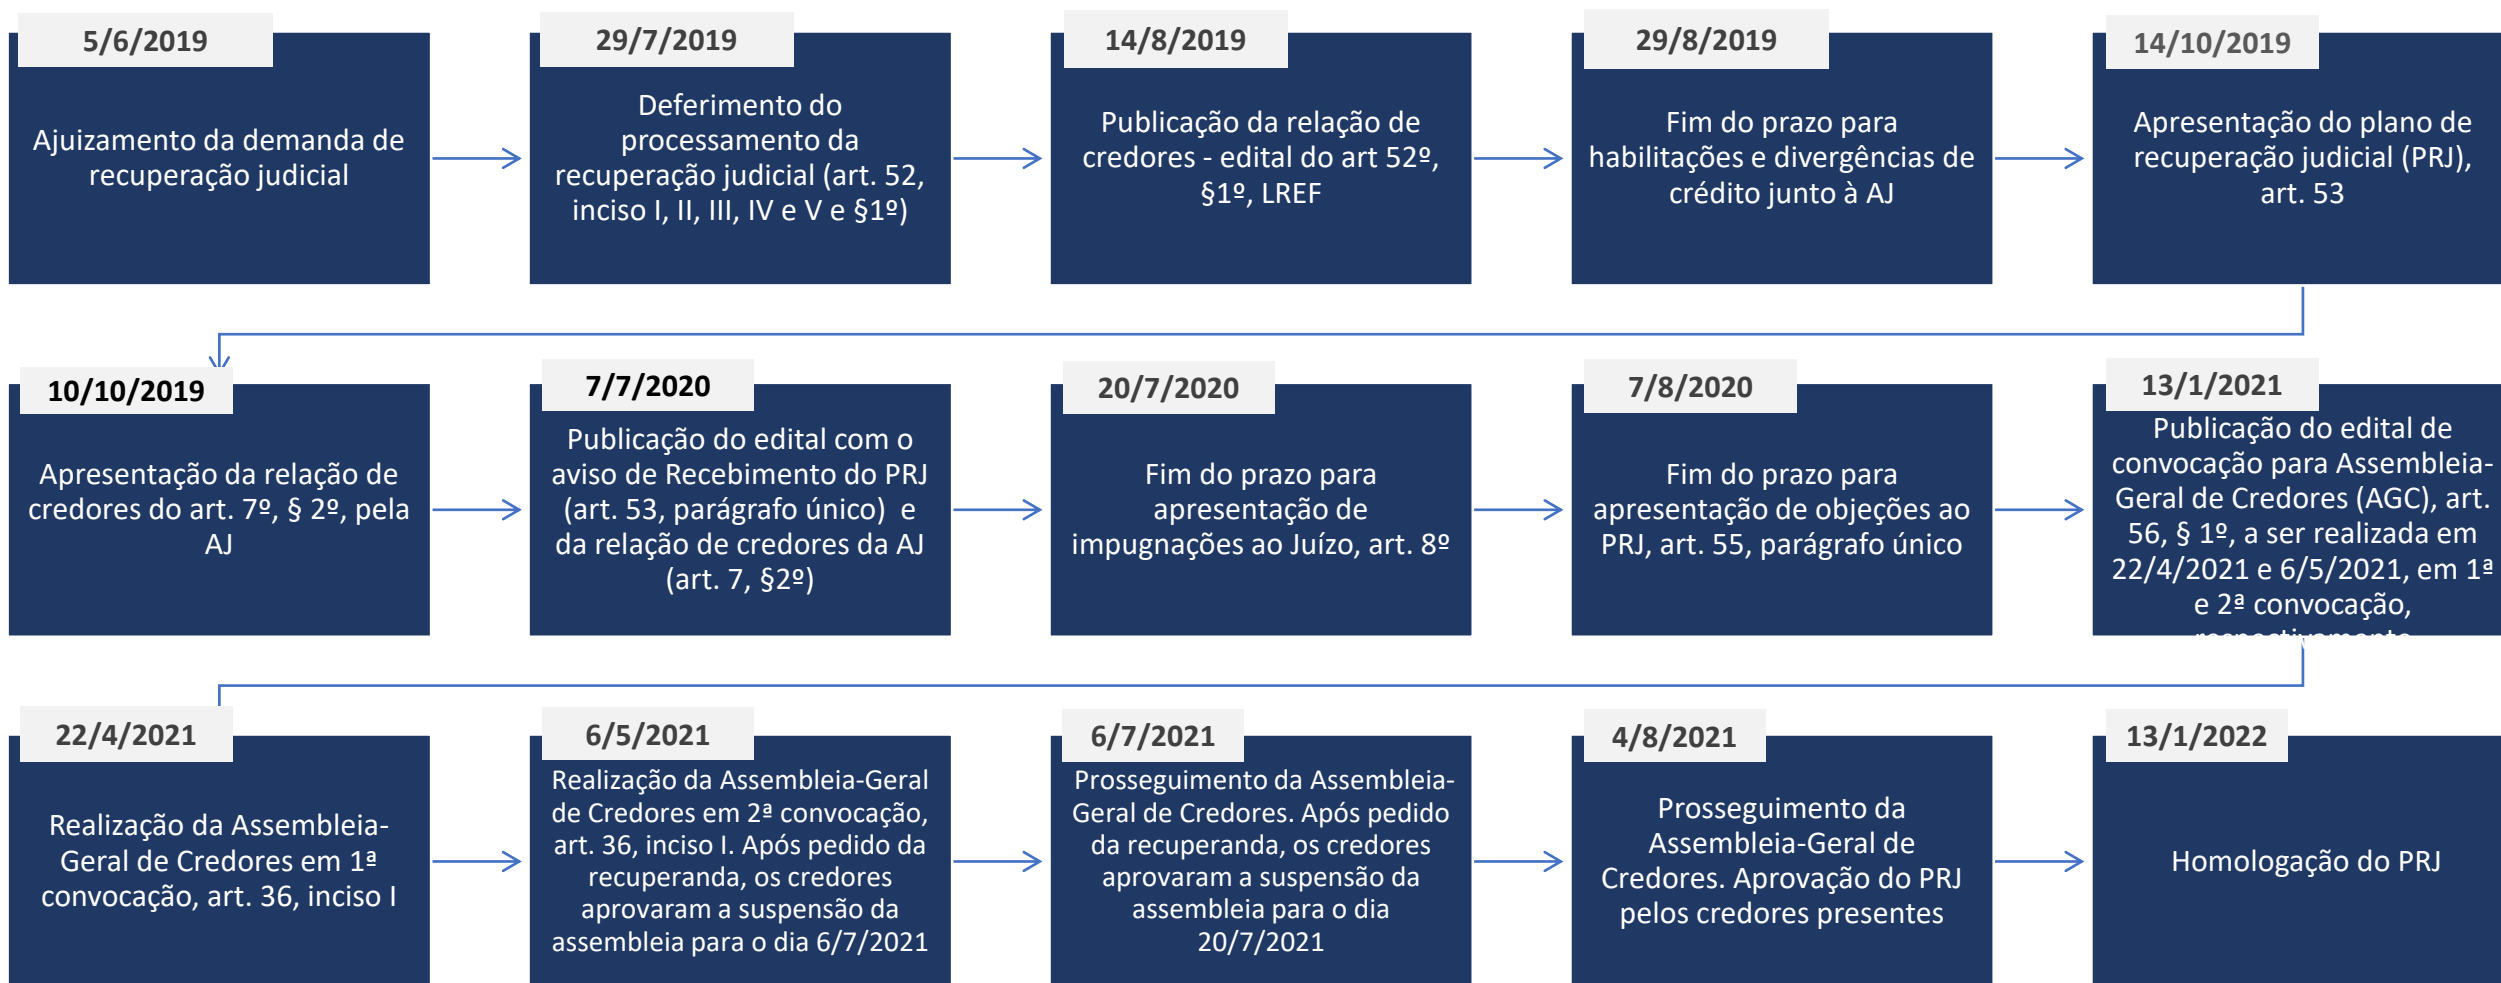 5/6/2019
Ajuizamento da demanda de
recuperação judicial
29/7/2019
Deferimento do
processamento da
recuperação judicial (art. 52,
inciso I, II, III, IV e V e §1º)
14/8/2019
Publicação da relação de
credores - edital do art 52º,
§1º, LREF
29/8/2019
Fim do prazo para
habilitações e divergências de
crédito junto à AJ
14/10/2019
Apresentação do plano de
recuperação judicial (PRJ),
art. 53
10/10/2019
Apresentação da relação de
credores do art. 7º, § 2º, pela
AJ
7/7/2020
Publicação do edital com o
aviso de Recebimento do PRJ
(art. 53, parágrafo único) e
da relação de credores da AJ
(art. 7, §2º)
20/7/2020
Fim do prazo para
apresentação de
impugnações ao Juízo, art. 8º
7/8/2020
Fim do prazo para
apresentação de objeções ao
PRJ, art. 55, parágrafo único
13/1/2021
Publicação do edital de
convocação para Assembleia-
Geral de Credores (AGC), art.
56, § 1º, a ser realizada em
22/4/2021 e 6/5/2021, em 1ª
e 2ª convocação,
respectivamente
22/4/2021
Realização da Assembleia-
Geral de Credores em 1ª
convocação, art. 36, inciso I
6/5/2021
Realização da Assembleia-Geral
de Credores em 2ª convocação,
art. 36, inciso I. Após pedido da
recuperanda, os credores
aprovaram a suspensão da
assembleia para o dia 6/7/2021
6/7/2021
Prosseguimento da Assembleia-
Geral de Credores. Após pedido
da recuperanda, os credores
aprovaram a suspensão da
assembleia para o dia
20/7/2021
4/8/2021
Prosseguimento da
Assembleia-Geral de
Credores. Aprovação do PRJ
pelos credores presentes
13/1/2022
Homologação do PRJ